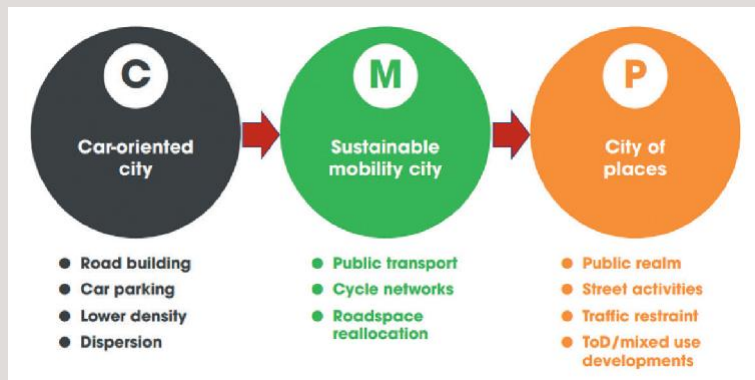 C
Car-oriented
city
Road building
Car parking
Lower density
Dispersion
M
Sustainable
mobility city
Public transport
Cycle networks
Roadspace
reallocation
P
City of
places
Public realm
Street activities
Traffic restraint
ToD/mixed use
developments